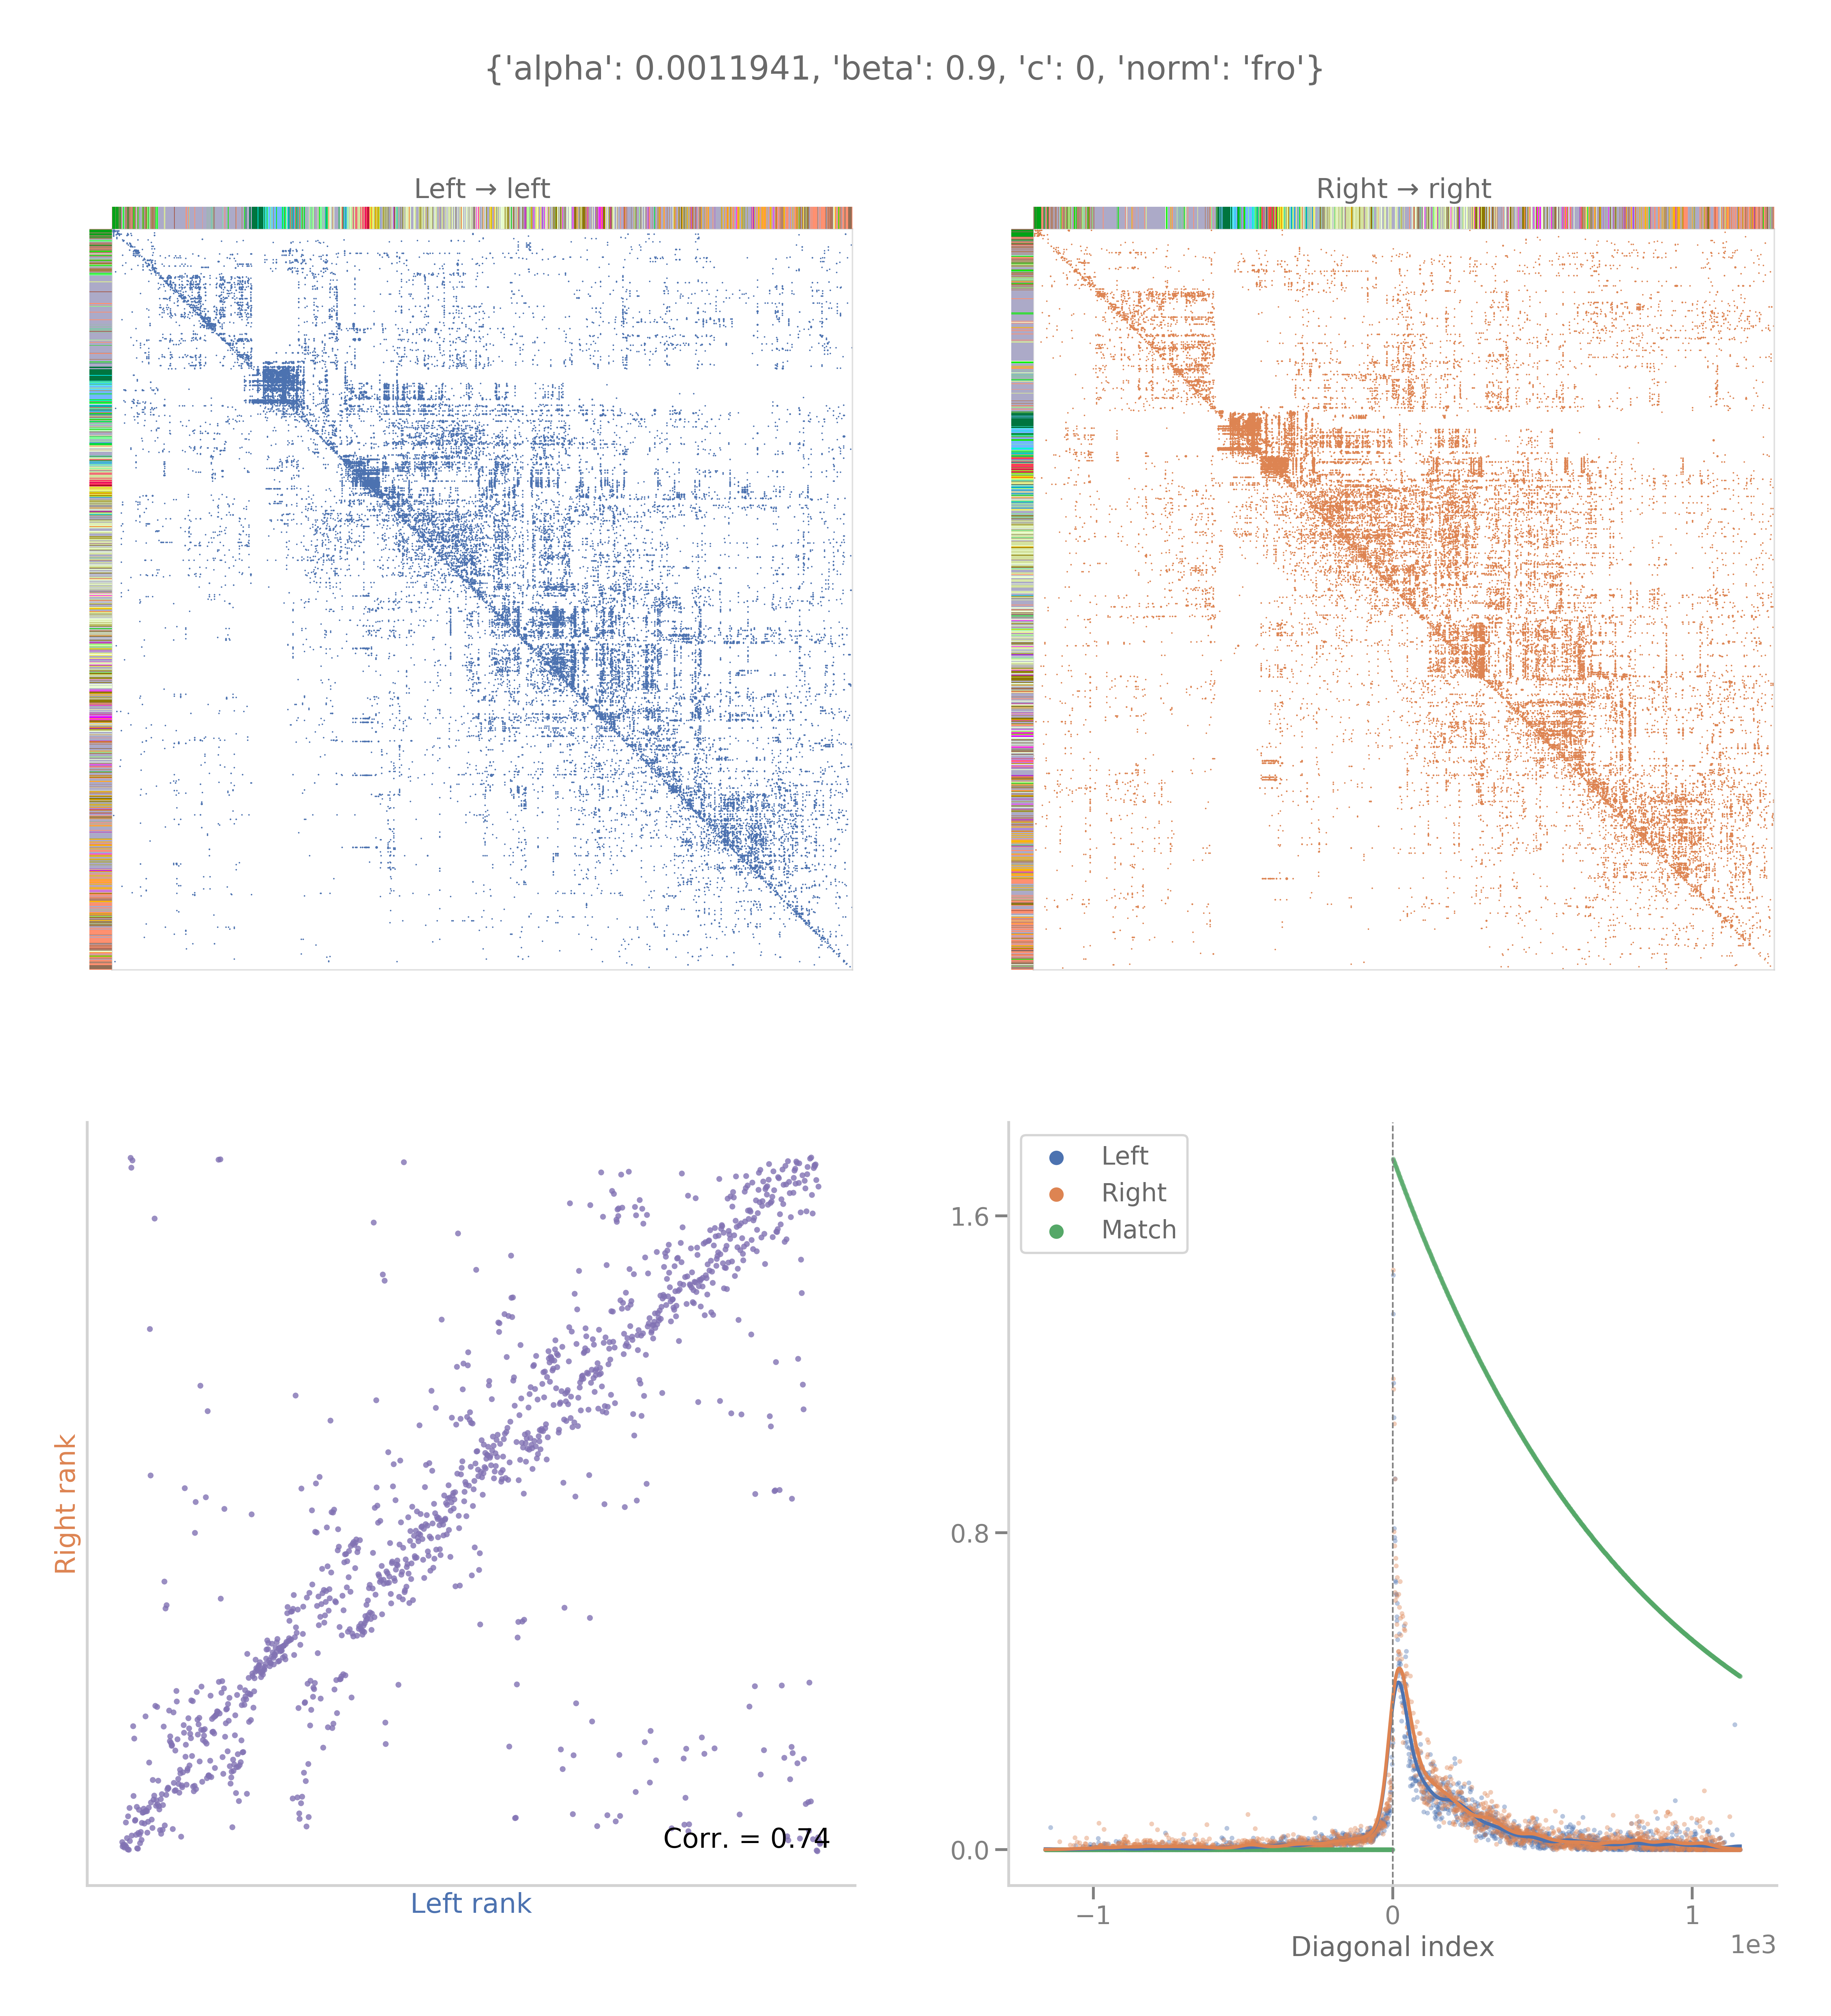 {'alpha': 0.0011941, 'beta': 0.9, 'c': 0, 'norm': 'fro'}
Left → left
Right → right
Right rank
Corr. = 0.74
Left rank
Left
Right
Match
1.6
0.8
0.0
−1
0
1
Diagonal index
1e3